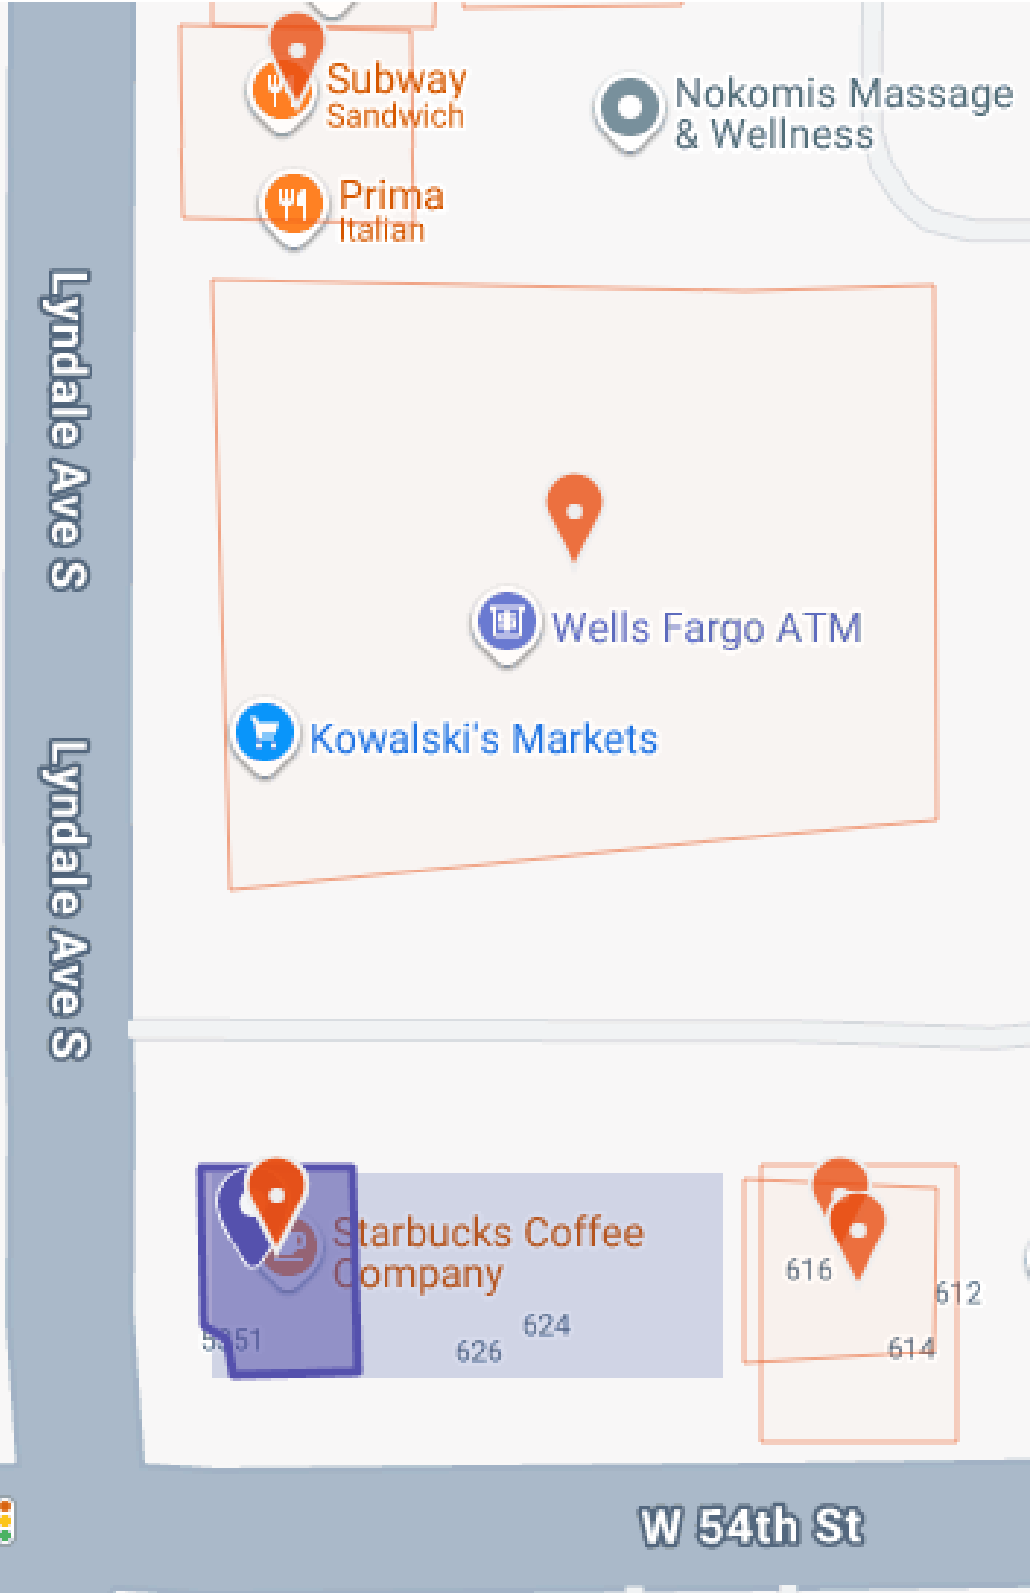 Subway
Sandwich
Nokomis Massage
& Wellness
Prima
Italian
Lyndale Ave S
Wells Fargo ATM
Kowalski's Markets
Lyndale Ave S
Starbucks Coffee
Company
616
612
624
5351
626
614
W 54th St